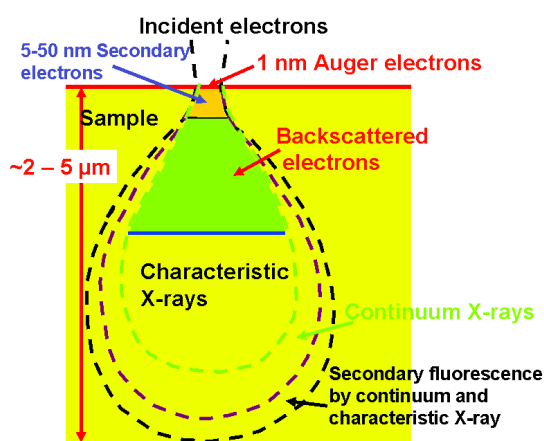 Incident electrons
5-50 nm Secondary
electrons
1 nm Auger electrons
Sample
Backscattered
electrons
~2 – 5 µm
Characteristic
X-rays
Continuum X-rays
Secondary fluorescence
by continuum and
characteristic X-ray